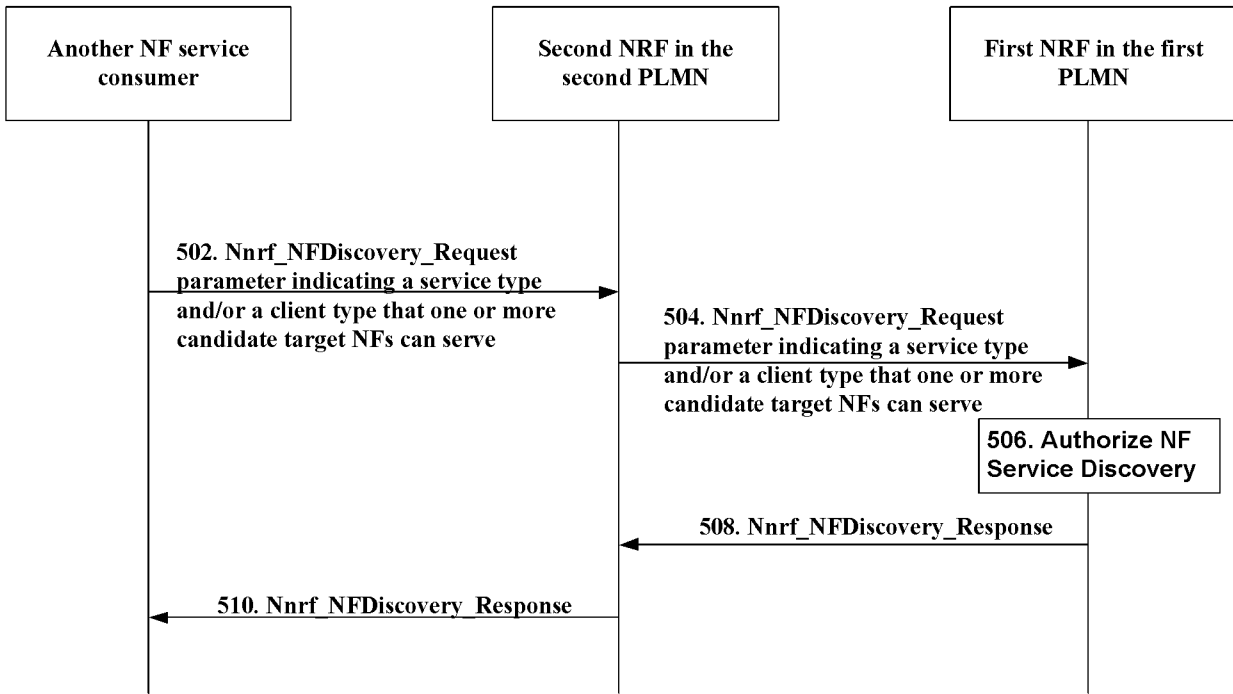 Another NF service
consumer
Second NRF in the
second PLMN
First NRF in the first
PLMN
502. Nnrf_NFDiscovery_Request
parameter indicating a service type
and/or a client type that one or more
candidate target NFs can serve
504. Nnrf_NFDiscovery_Request
parameter indicating a service type
and/or a client type that one or more
candidate target NFs can serve
506. Authorize NF
Service Discovery
508. Nnrf_NFDiscovery_Response
510. Nnrf_NFDiscovery_Response